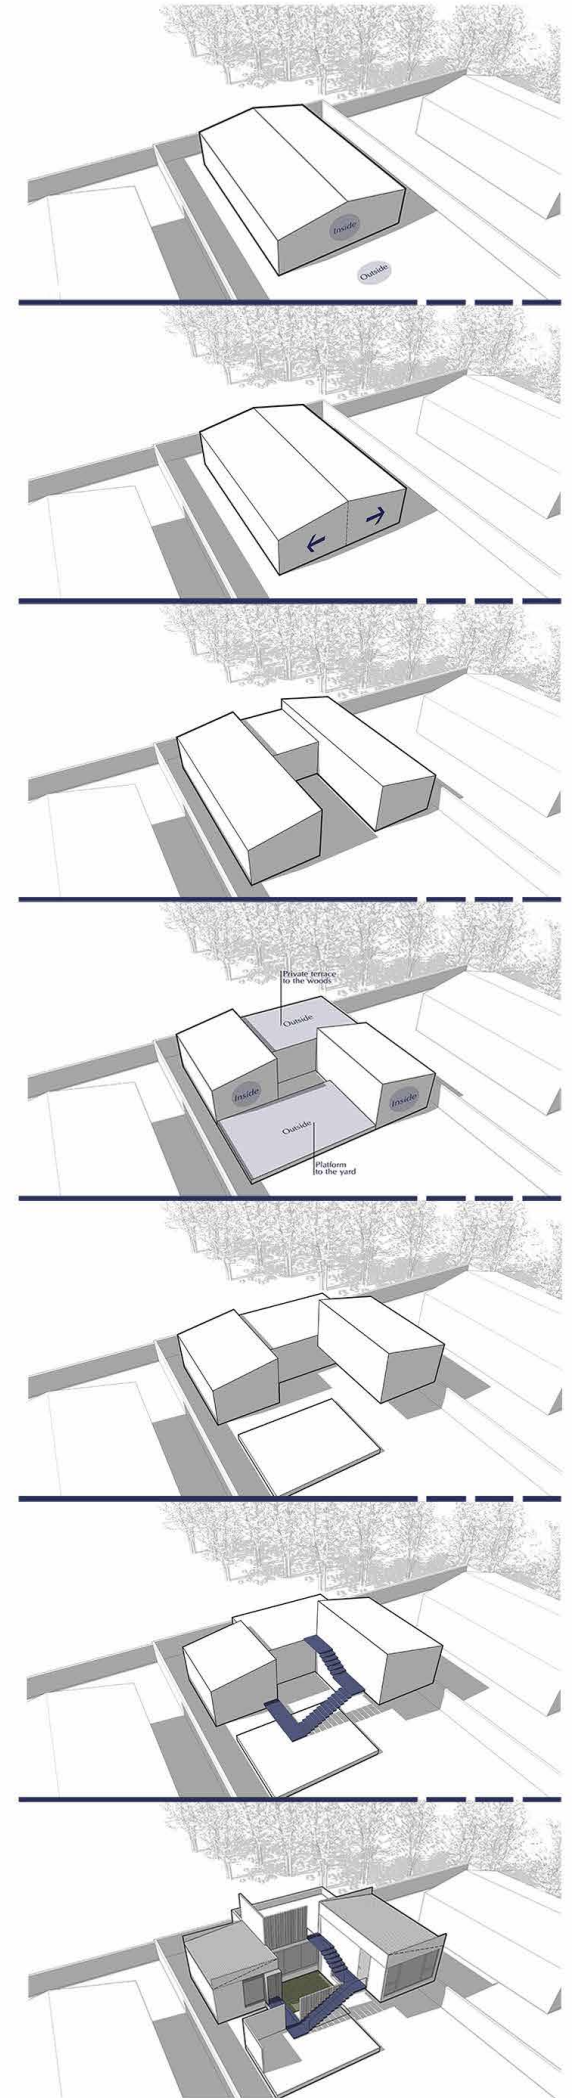 Inside
Outside
Private terrace
to the woods
Outside
Inside
Inside
Outside
Platform
to the yard